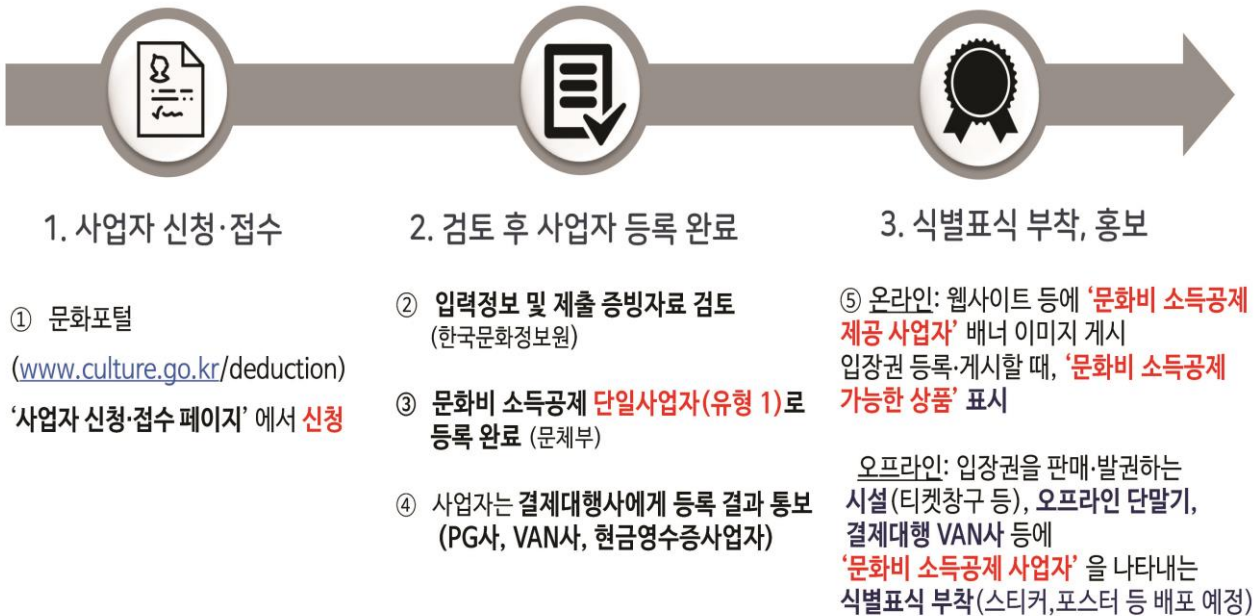 1. 사업자 신청·접수
① 문화포털
(www.culture.go.kr/deduction)
‘사업자 신청·접수 페이지’ 에서 신청
2. 검토 후 사업자 등록 완료
② 입력정보 및 제출 증빙자료 검토
(한국문화정보원)
③ 문화비 소득공제 단일사업자(유형 1)로
등록 완료 (문체부)
④ 사업자는 결제대행사에게 등록 결과 통보
(PG사, VAN사, 현금영수증사업자)
3. 식별표식 부착, 홍보
⑤ 온라인: 웹사이트 등에 ‘문화비 소득공제
제공 사업자’ 배너 이미지 게시
입장권 등록·게시할 때, ‘문화비 소득공제
가능한 상품’ 표시
오프라인: 입장권을 판매·발권하는
시설(티켓창구 등), 오프라인 단말기,
결제대행 VAN사 등에
‘문화비 소득공제 사업자’ 을 나타내는
식별표식 부착(스티커,포스터 등 배포 예정)